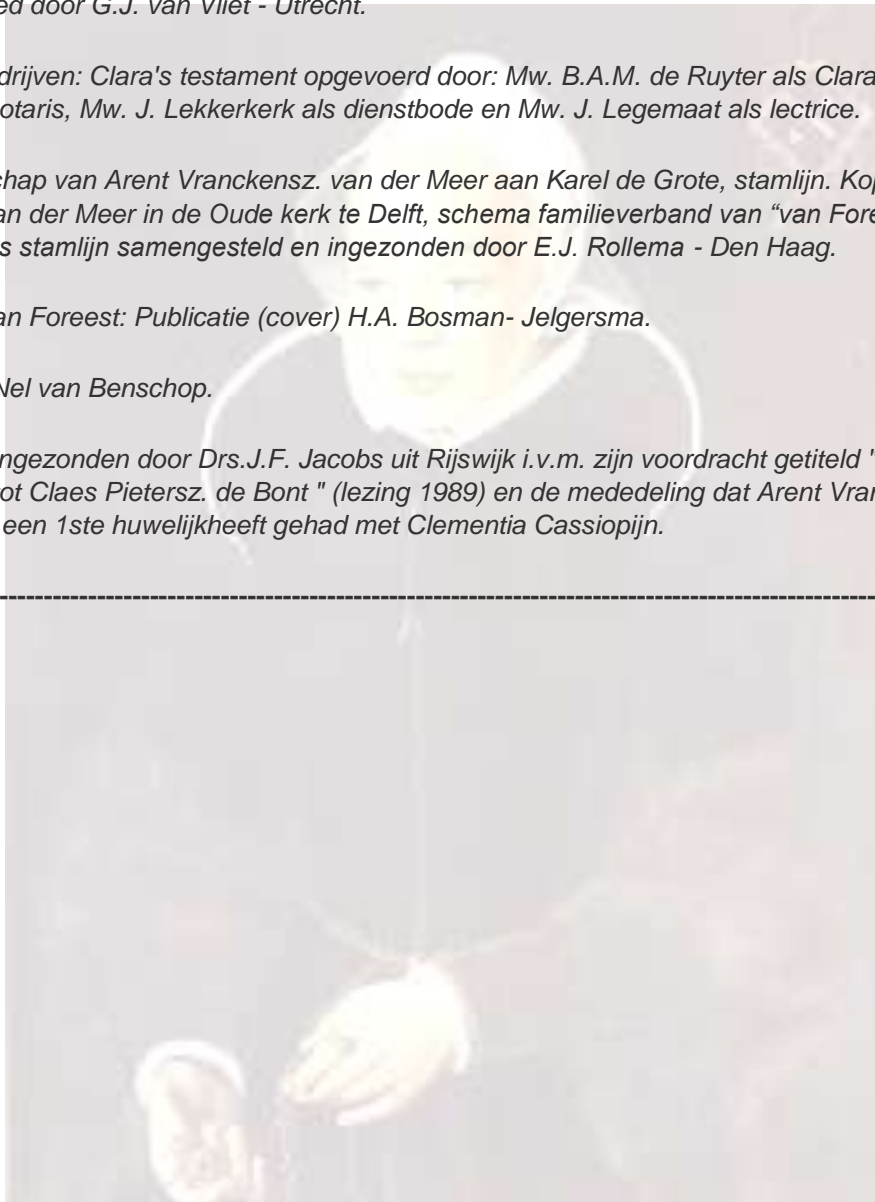 ed door G.J. van Vliet - Utrecht.
drijven: Clara's testament opgevoerd door: Mw. B.A.M. de Ruyter als Clara
otaris, Mw. J. Lekkerkerk als dienstbode en Mw. J. Legemaat als lectrice.
chap van Arent Vranckensz. van der Meer aan Karel de Grote, stamlijn. Kop
an der Meer in de Oude kerk te Delft, schema familieverband van “van Fore
s stamlijn samengesteld en ingezonden door E.J. Rollema - Den Haag.
an Foreest: Publicatie (cover) H.A. Bosman- Jelgersma.
Nel van Benschop.
ngezonden door Drs.J.F. Jacobs uit Rijswijk i.v.m. zijn voordracht getiteld "
ot Claes Pietersz. de Bont " (lezing 1989) en de mededeling dat Arent Vran
een 1ste huwelijkheeft gehad met Clementia Cassiopijn.